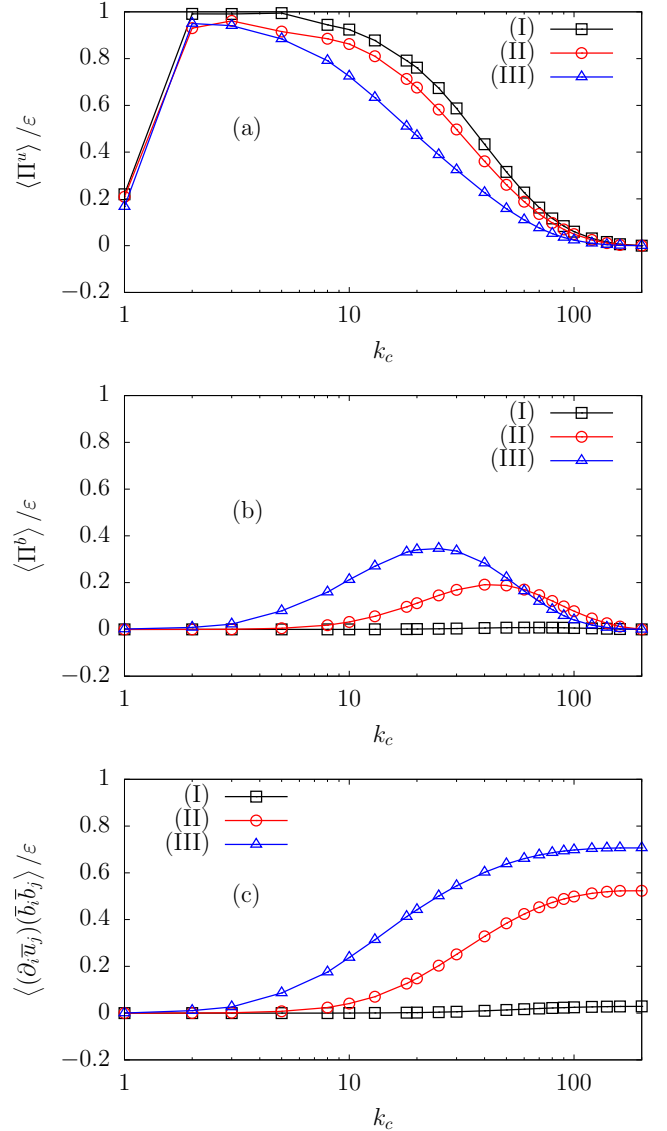 1
0.8
0.6
0.4
0.2
0
−0.2
⟨Π^u⟩ / ε
(I)
(II)
(III)
(a)
1 10 100
k_c
1
0.8
0.6
0.4
0.2
0
−0.2
⟨Π^b⟩ / ε
(I)
(II)
(III)
(b)
1 10 100
k_c
1
0.8
0.6
0.4
0.2
0
−0.2
⟨(∂_i u̅_j)(b̅_i b̅_j⟩ / ε
(I)
(II)
(III)
(c)
1 10 100
k_c